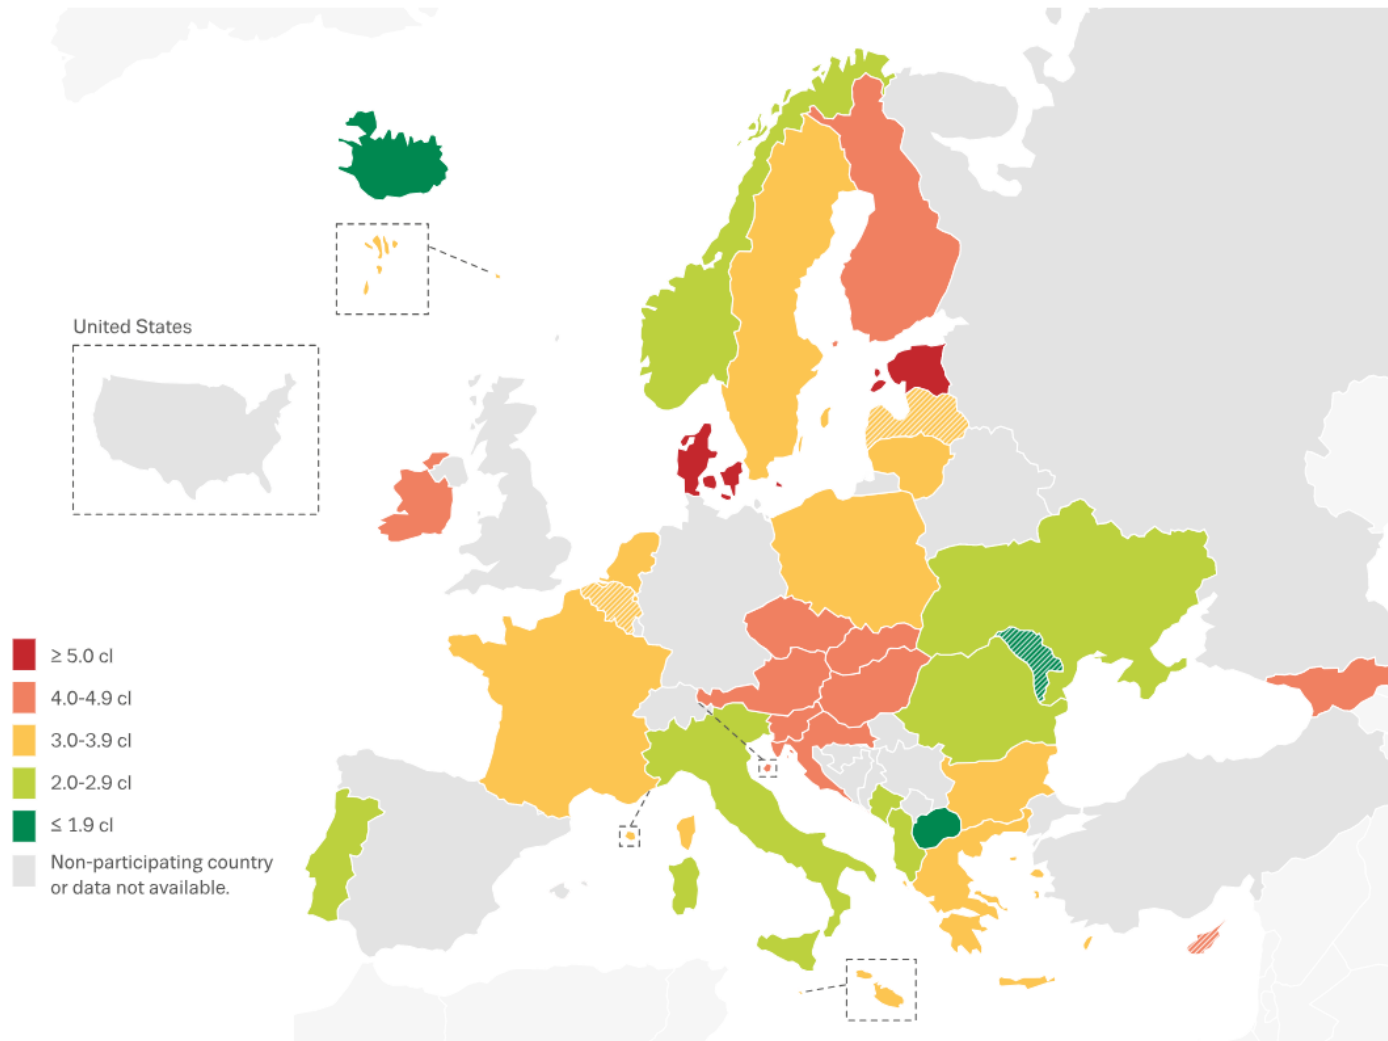 United States
≥ 5.0 cl
4.0-4.9 cl
3.0-3.9 cl
2.0-2.9 cl
≤ 1.9 cl
Non-participating country
or data not available.